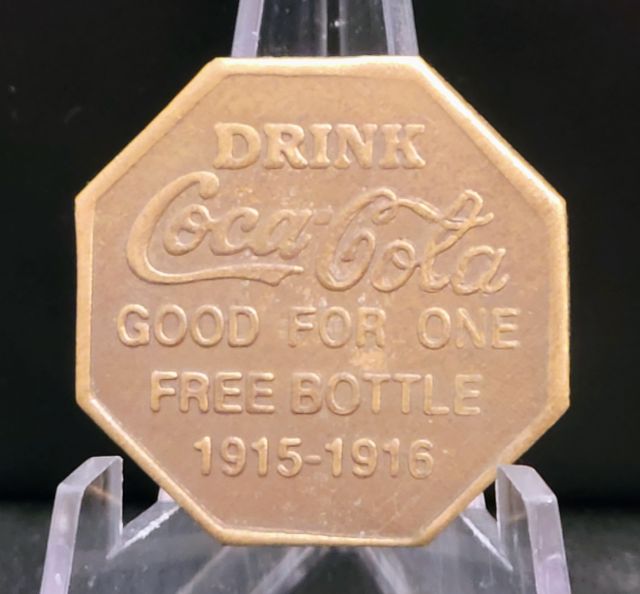 DRINK
Coca-Cola
GOOD FOR ONE
FREE BOTTLE
1915-1916